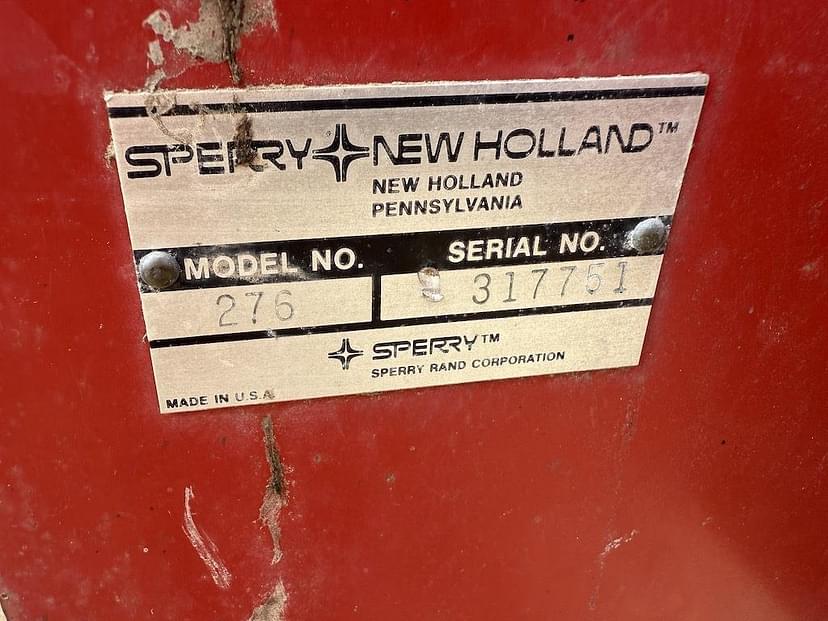 SPERRY NEW HOLLAND™
NEW HOLLAND
PENNSYLVANIA
MODEL NO. SERIAL NO.
276 317751
SPERRY™
SPERRY RAND CORPORATION
MADE IN U.S.A